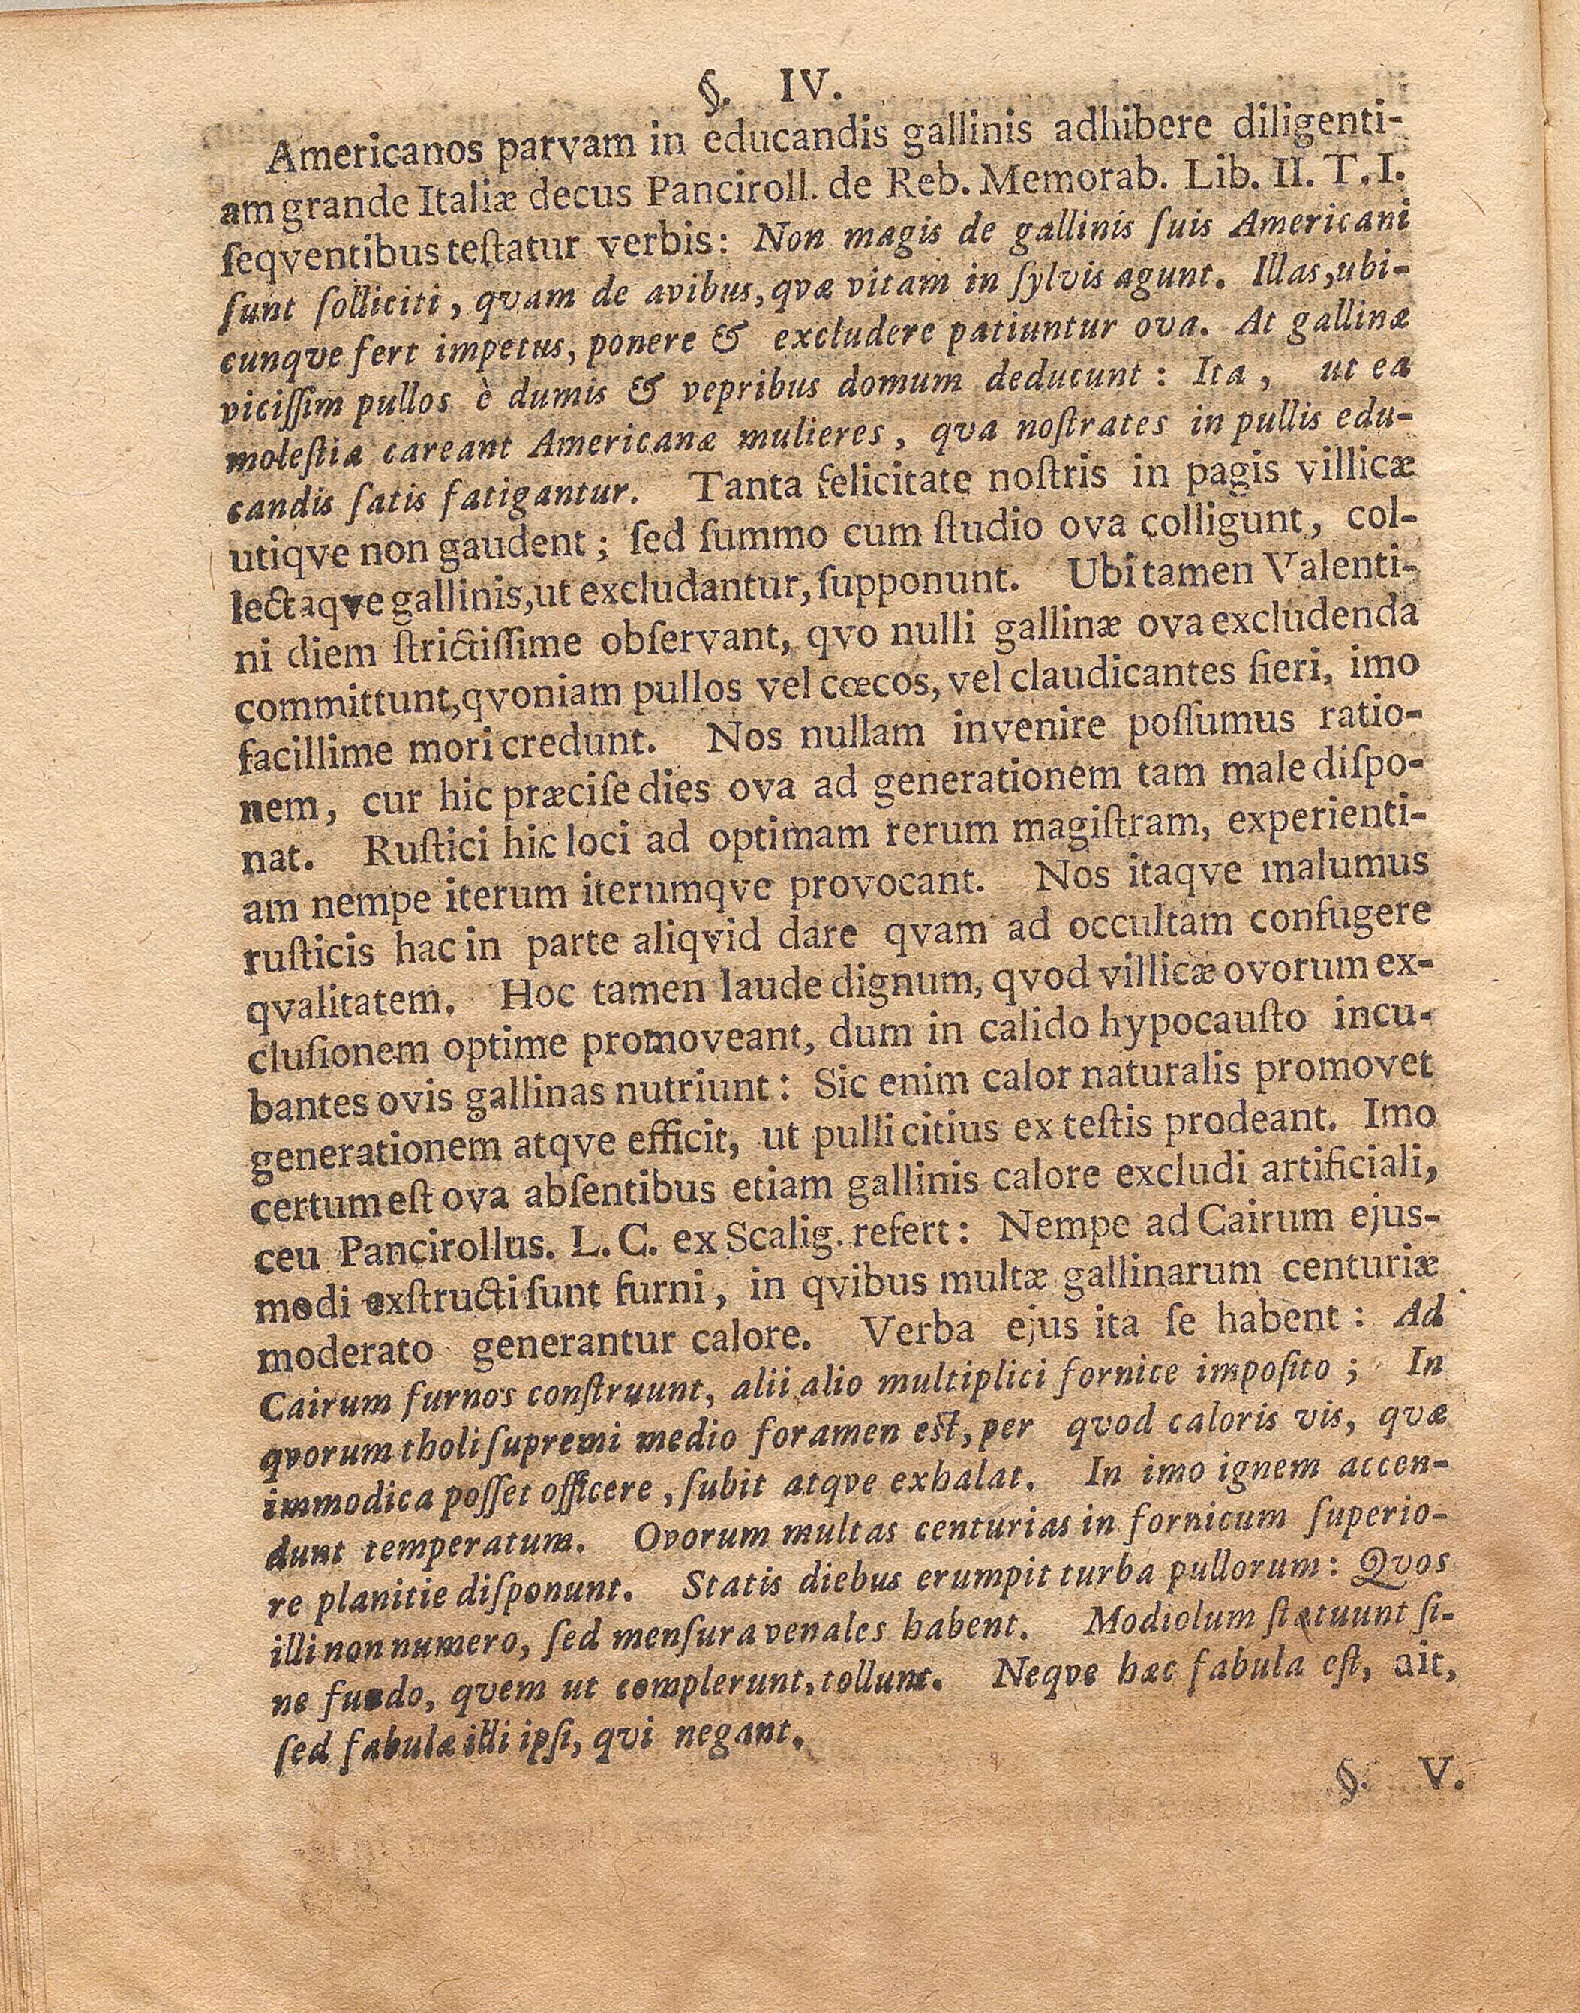 §. IV.
Americanos parvam in educandis gallinis adhibere diligenti-
am grande Italiæ decus Panciroll. de Reb. Memorab. Lib. II. T. I.
ſeqventibus teſtatur verbis: Non magis de gallinis ſuis Americani
ſunt ſolliciti, qvam de avibus, qvæ vitam in ſylvis agunt. Illas, ubi-
cunqve fert impetus, ponere & excludere patiuntur ova. At gallinæ
viciſſim pullos è dumis & vepribus domum deducunt: Ita, ut ea
moleſtia careant Americanæ mulieres, qva noſtrates in pullis edu-
candis ſatis fatigantur. Tanta felicitate noſtris in pagis villicæ
utiqve non gaudent; ſed ſummo cum ſtudio ova colligunt, col-
lectaqve gallinis, ut excludantur, ſupponunt. Ubi tamen Valenti-
ni diem ſtrictiſſime obſervant, qvo nulli gallinæ ova excludenda
committunt, qvoniam pullos vel cœcos, vel claudicantes fieri, imo
facillime mori credunt. Nos nullam invenire poſſumus ratio-
nem, cur hic præciſe dies ova ad generationem tam male diſpo-
nat. Ruſtici hic loci ad optimam rerum magiſtram, experienti-
am nempe iterum iterumqve provocant. Nos itaqve malumus
ruſticis hac in parte aliqvid dare qvam ad occultam confugere
qvalitatem. Hoc tamen laude dignum, qvod villicæ ovorum ex-
cluſionem optime promoveant, dum in calido hypocauſto incu-
bantes ovis gallinas nutriunt: Sic enim calor naturalis promovet
generationem atqve efficit, ut pulli citius ex teſtis prodeant. Imo
certum eſt ova abſentibus etiam gallinis calore excludi artificiali,
ceu Pancirollus. L. C. ex Scalig. refert: Nempe ad Cairum ejus-
modi exſtructi ſunt furni, in qvibus multæ gallinarum centuriæ
moderato generantur calore. Verba ejus ita ſe habent: Ad
Cairum furnos conſtruunt, alii alio multiplici fornice impoſito; In
qvorum tholi ſupremi medio foramen eſt, per qvod caloris vis, qvæ
immodica poſſet officere, ſubit atqve exhalat. In imo ignem accen-
dunt temperatum. Ovorum multas centurias in fornicum ſuperio-
re planitie diſponunt. Statis diebus erumpit turba pullorum: Qvos
illi non numero, ſed menſura venales habent. Modiolum ſtatuunt ſi-
ne fundo, qvem ut complerunt, tollunt. Neqve hæc fabula eſt, ait,
ſed fabulæ illi ipſi, qvi negant.
§. V.